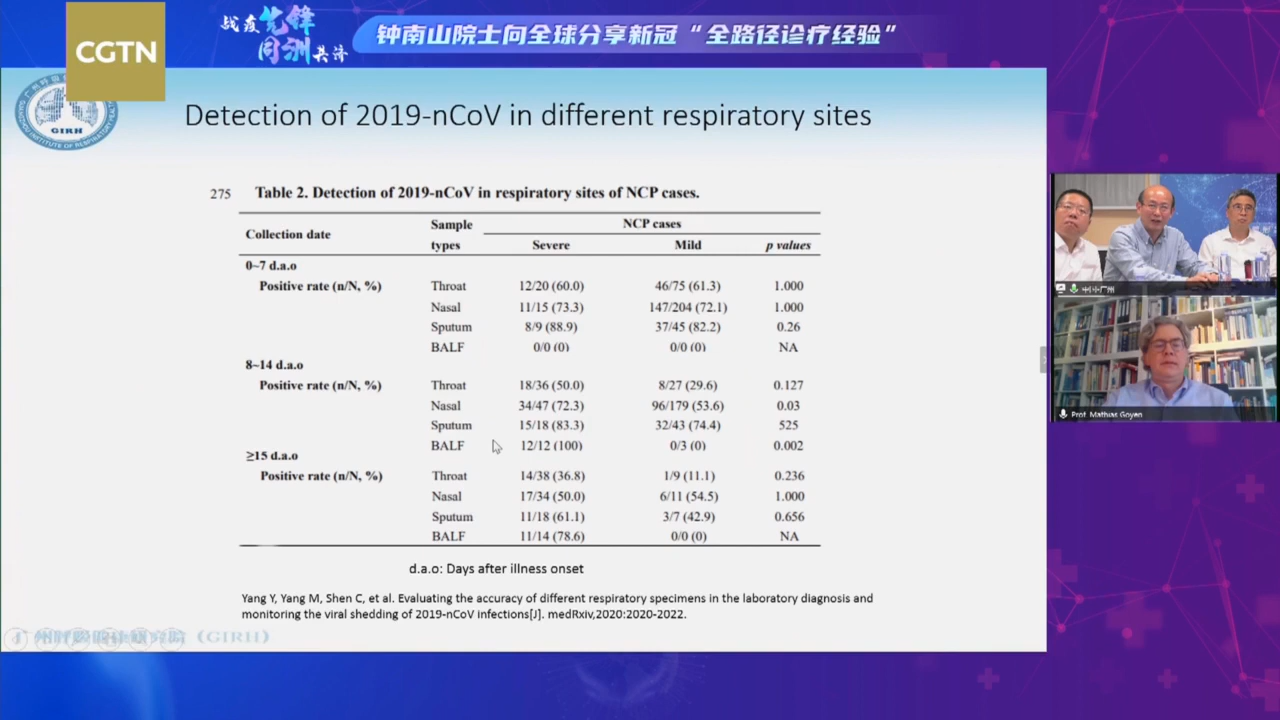 CGTN
战疫先锋
同洲共济
钟南山院士向全球分享新冠“全路径诊疗经验”
GIRH
Detection of 2019-nCoV in different respiratory sites
275 Table 2. Detection of 2019-nCoV in respiratory sites of NCP cases.
Collection date Sample types NCP cases
Severe Mild p values
0~7 d.a.o
Positive rate (n/N, %) Throat 12/20 (60.0) 46/75 (61.3) 1.000
Nasal 11/15 (73.3) 147/204 (72.1) 1.000
Sputum 8/9 (88.9) 37/45 (82.2) 0.26
BALF 0/0 (0) 0/0 (0) NA
8~14 d.a.o
Positive rate (n/N, %) Throat 18/36 (50.0) 8/27 (29.6) 0.127
Nasal 34/47 (72.3) 96/179 (53.6) 0.03
Sputum 15/18 (83.3) 32/43 (74.4) 525
BALF 12/12 (100) 0/3 (0) 0.002
≥15 d.a.o
Positive rate (n/N, %) Throat 14/38 (36.8) 1/9 (11.1) 0.236
Nasal 17/34 (50.0) 6/11 (54.5) 1.000
Sputum 11/18 (61.1) 3/7 (42.9) 0.656
BALF 11/14 (78.6) 0/0 (0) NA
d.a.o: Days after illness onset
Yang Y, Yang M, Shen C, et al. Evaluating the accuracy of different respiratory specimens in the laboratory diagnosis and
monitoring the viral shedding of 2019-nCoV infections[J]. medRxiv,2020:2020-2022.
(GIRH)
Prof. Mathias Goyen